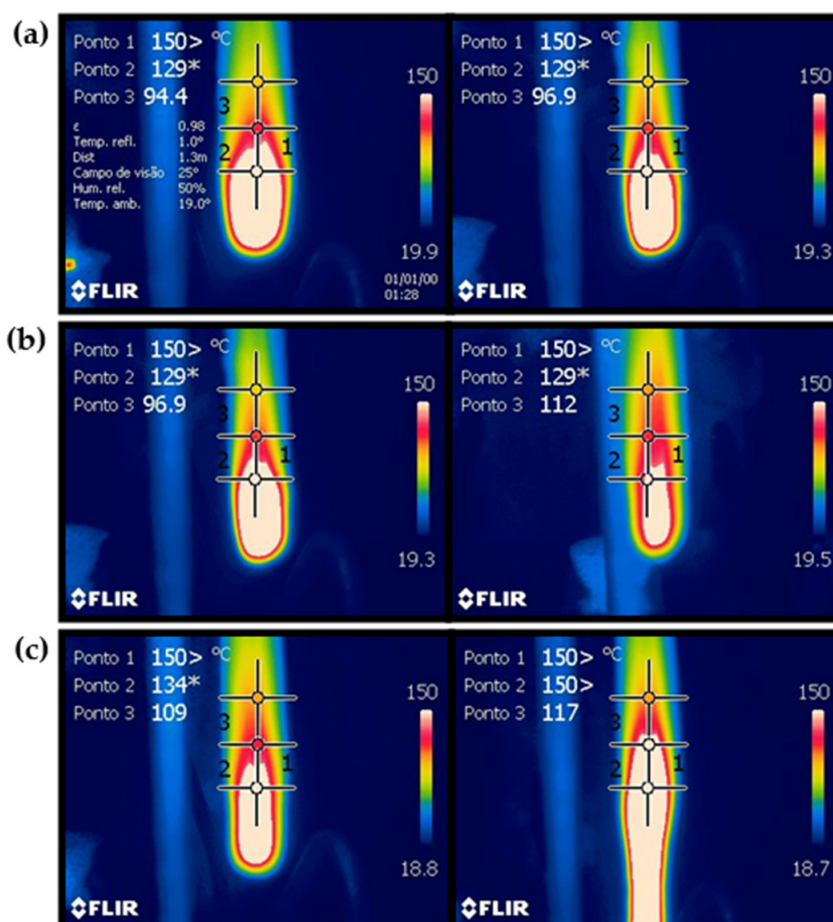 (a)
Ponto 1 150> °C
Ponto 2 129*
Ponto 3 94.4
ε 0.98
Temp. refl. 1.0°
Dist 1.3m
Campo de visão 25°
Hum. rel. 50%
Temp. amb. 19.0°
3
2 1
150
19.9
01/01/00
01:28
FLIR
Ponto 1 150> °C
Ponto 2 129*
Ponto 3 96.9
3
2 1
150
19.3
FLIR
(b)
Ponto 1 150> °C
Ponto 2 129*
Ponto 3 96.9
3
2 1
150
19.3
FLIR
Ponto 1 150> °C
Ponto 2 129*
Ponto 3 112
3
2 1
150
19.5
FLIR
(c)
Ponto 1 150> °C
Ponto 2 134*
Ponto 3 109
3
2 1
150
18.8
FLIR
Ponto 1 150> °C
Ponto 2 150>
Ponto 3 117
3
2 1
150
18.7
FLIR